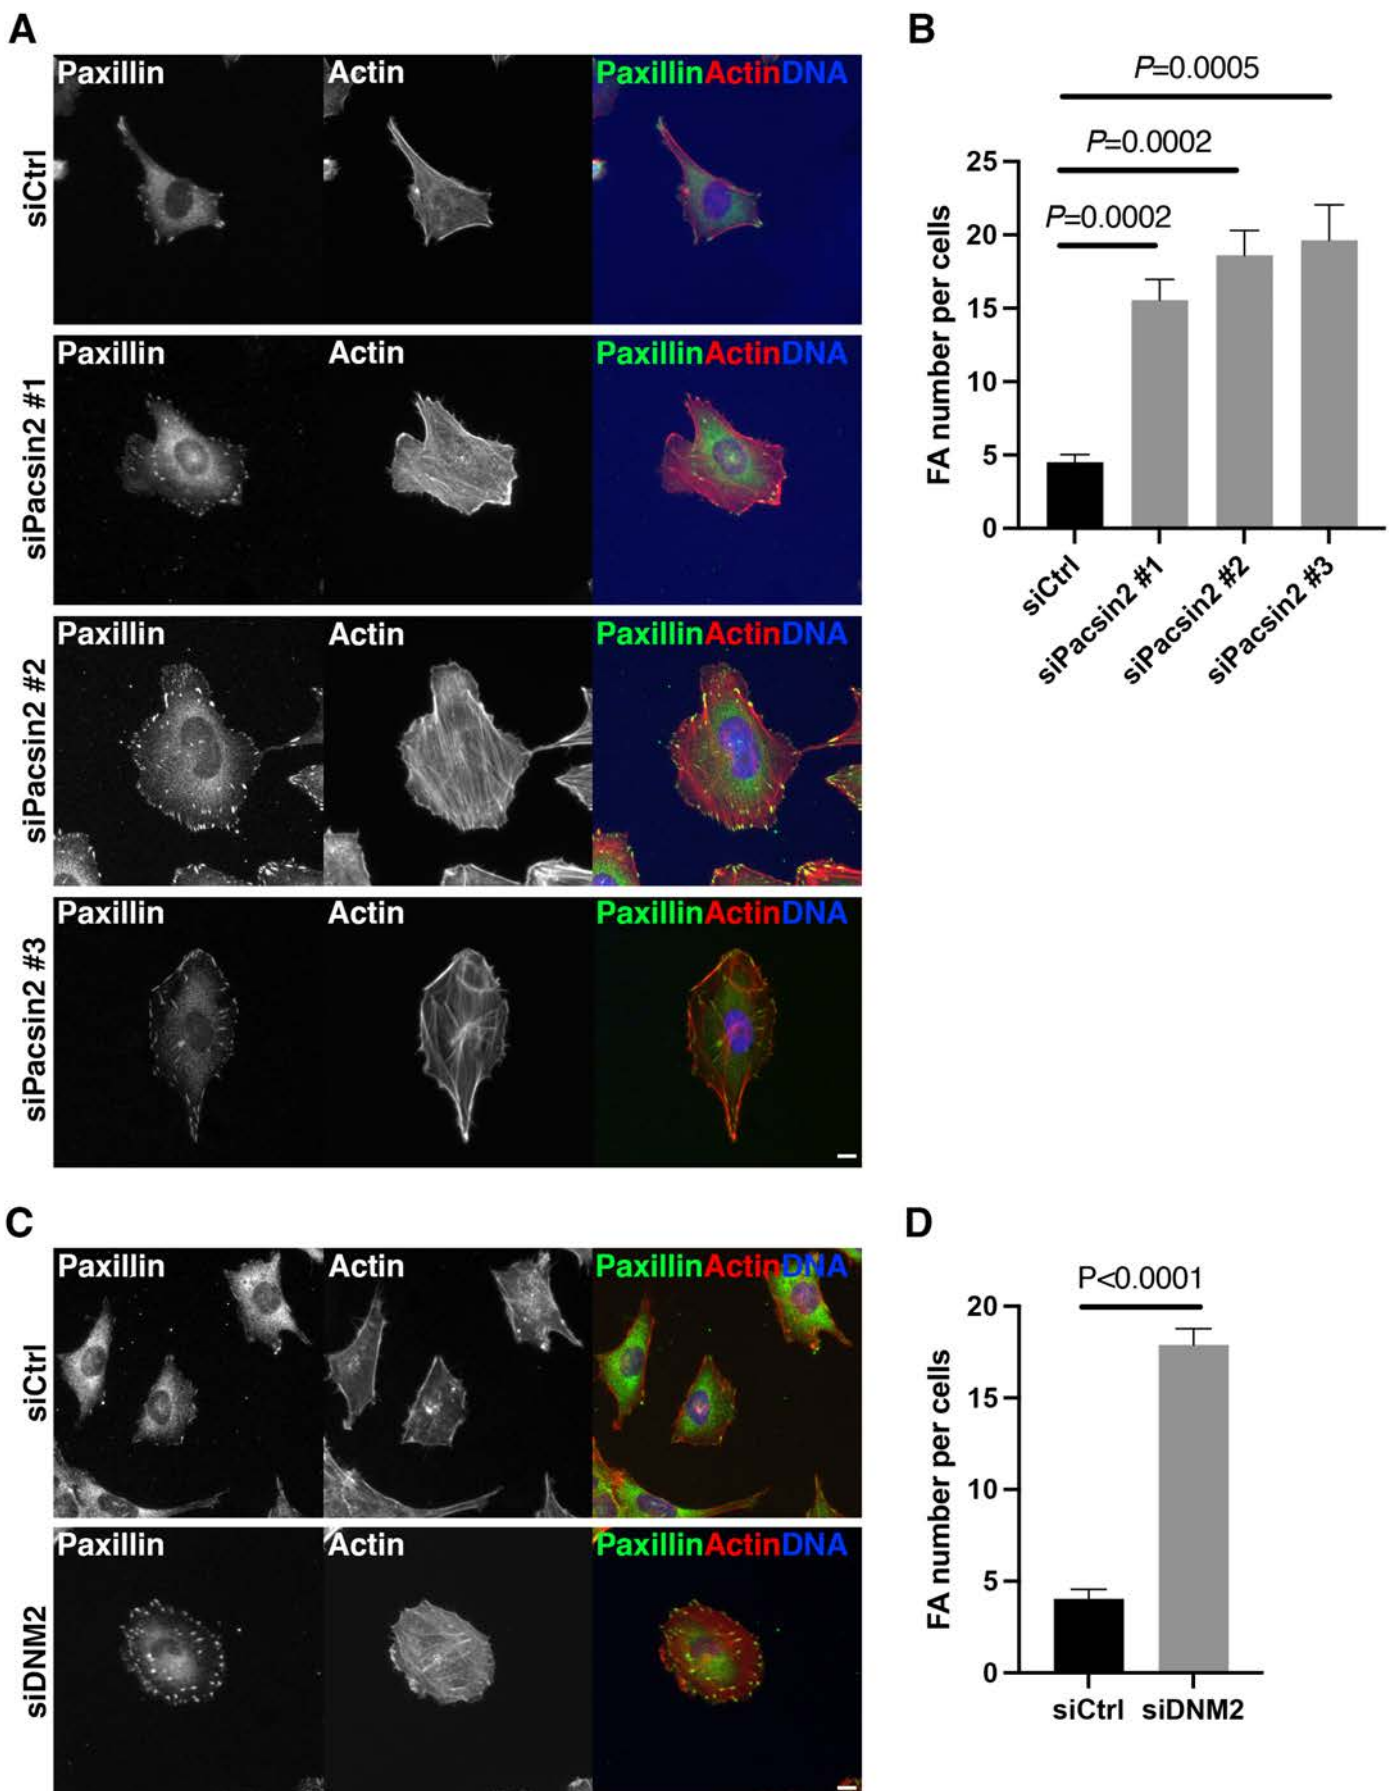 A
siCtrl
Paxillin
Actin
PaxillinActinDNA
siPacsin2 #1
Paxillin
Actin
PaxillinActinDNA
siPacsin2 #2
Paxillin
Actin
PaxillinActinDNA
siPacsin2 #3
Paxillin
Actin
PaxillinActinDNA
B
P=0.0005
P=0.0002
P=0.0002
FA number per cells
25
20
15
10
5
0
siCtrl
siPacsin2 #1
siPacsin2 #2
siPacsin2 #3
C
siCtrl
Paxillin
Actin
PaxillinActinDNA
siDNM2
Paxillin
Actin
PaxillinActinDNA
D
P<0.0001
FA number per cells
20
15
10
5
0
siCtrl
siDNM2